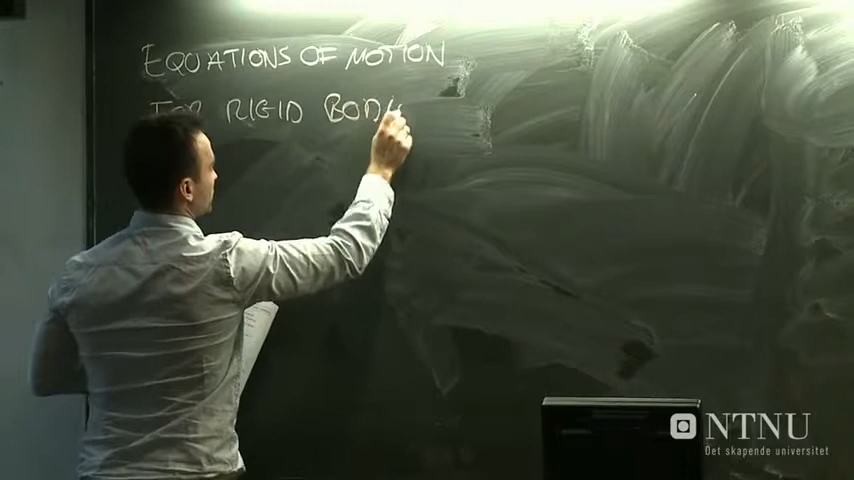 EQUATIONS OF MOTION
FOR RIGID BODY
NTNU
Det skapende universitet